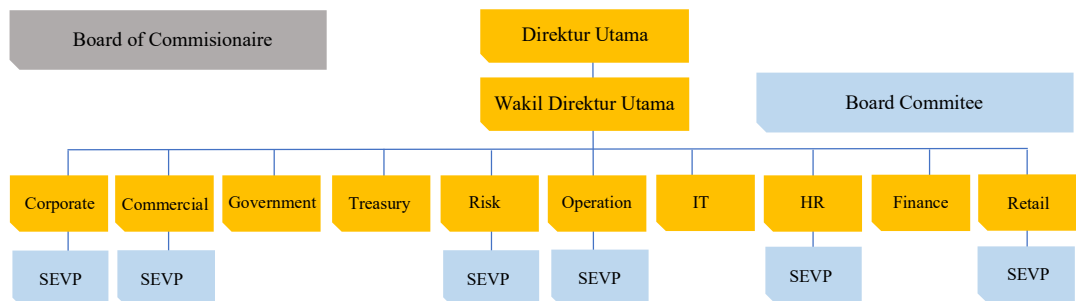 Board of Commisionaire
Direktur Utama
Wakil Direktur Utama
Board Commitee
Corporate
Commercial
Government
Treasury
Risk
Operation
IT
HR
Finance
Retail
SEVP
SEVP
SEVP
SEVP
SEVP
SEVP